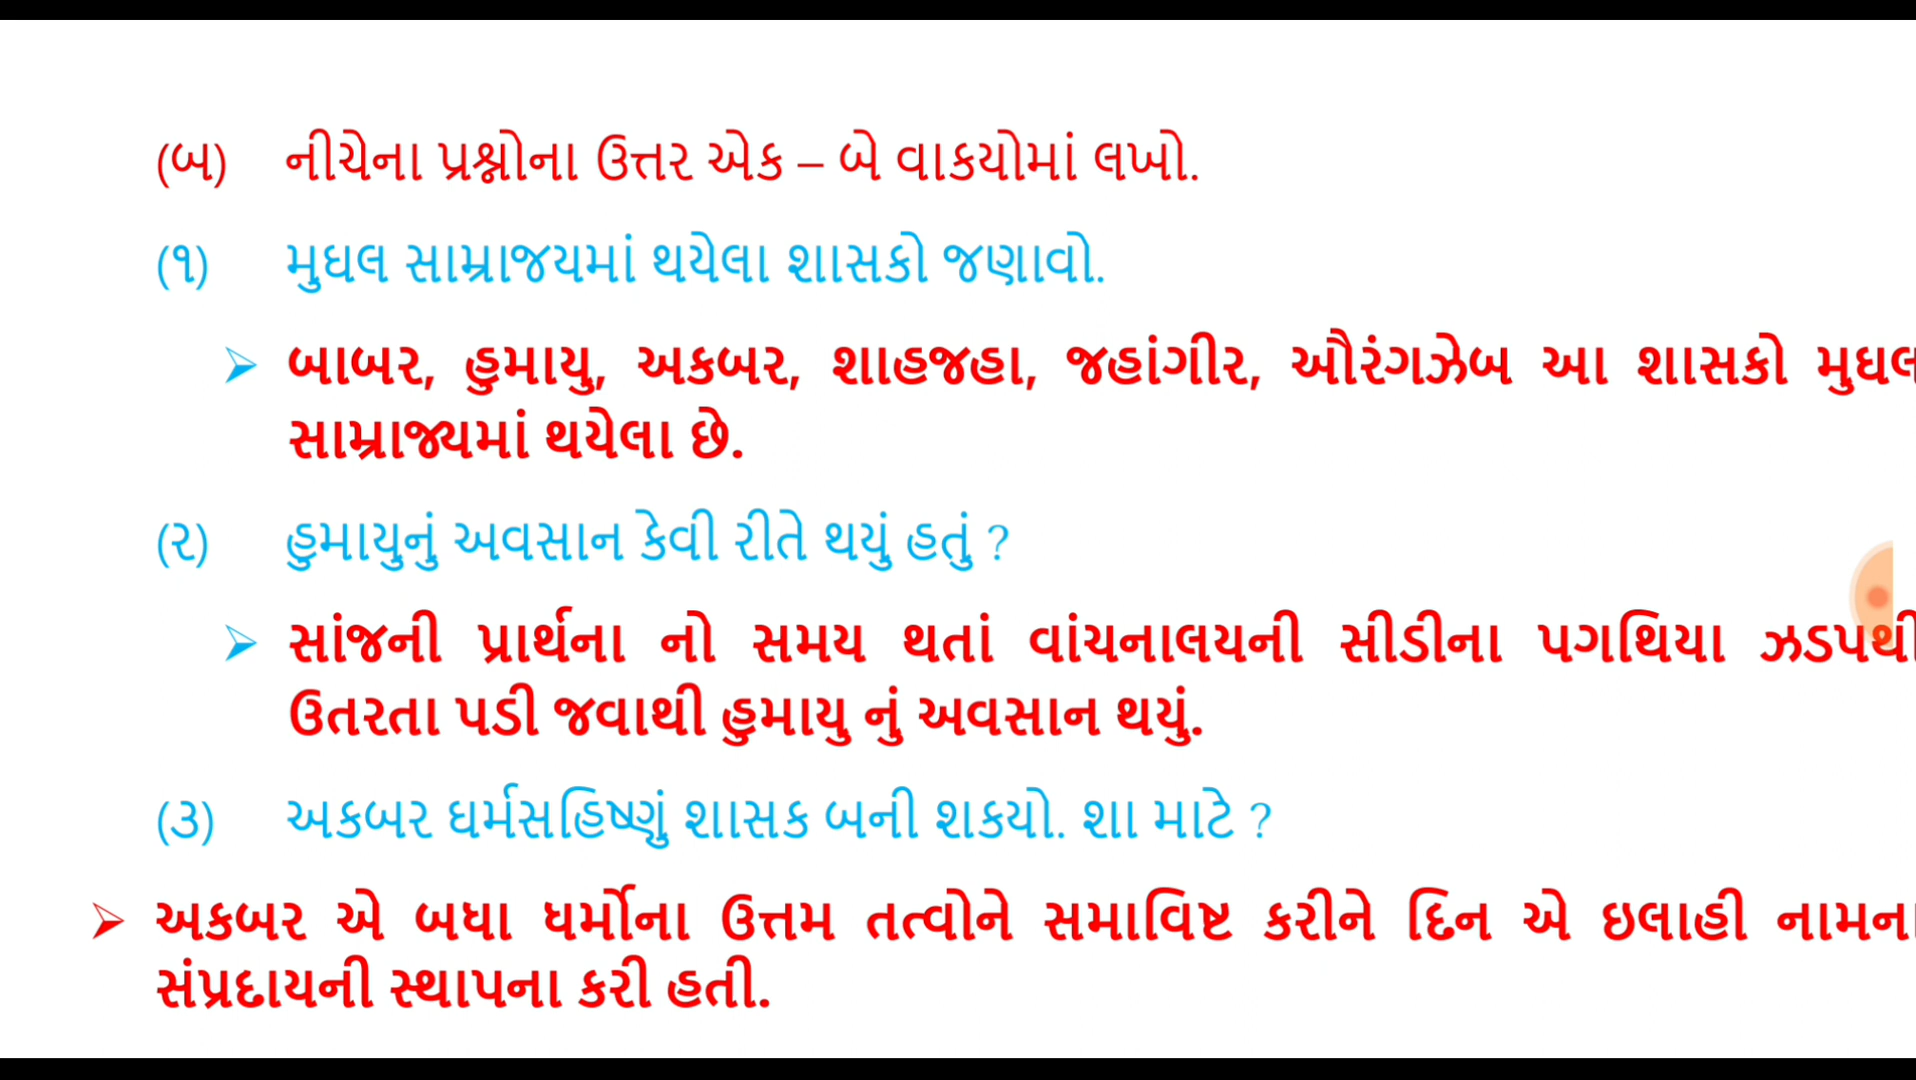 (બ) નીચેના પ્રશ્નોના ઉત્તર એક – બે વાકયોમાં લખો.
(૧) મુઘલ સામ્રાજયમાં થયેલા શાસકો જણાવો.
➢ બાબર, હુમાયુ, અકબર, શાહજહા, જહાંગીર, ઔરંગઝેબ આ શાસકો મુઘલ
સામ્રાજ્યમાં થયેલા છે.
(૨) હુમાયુનું અવસાન કેવી રીતે થયું હતું ?
➢ સાંજની પ્રાર્થના નો સમય થતાં વાંચનાલયની સીડીના પગથિયા ઝડપથી
ઉતરતા પડી જવાથી હુમાયુ નું અવસાન થયું.
(૩) અકબર ધર્મસહિષ્ણું શાસક બની શકયો. શા માટે ?
➢ અકબર એ બધા ધર્મોના ઉત્તમ તત્વોને સમાવિષ્ટ કરીને દિન એ ઇલાહી નામના
સંપ્રદાયની સ્થાપના કરી હતી.